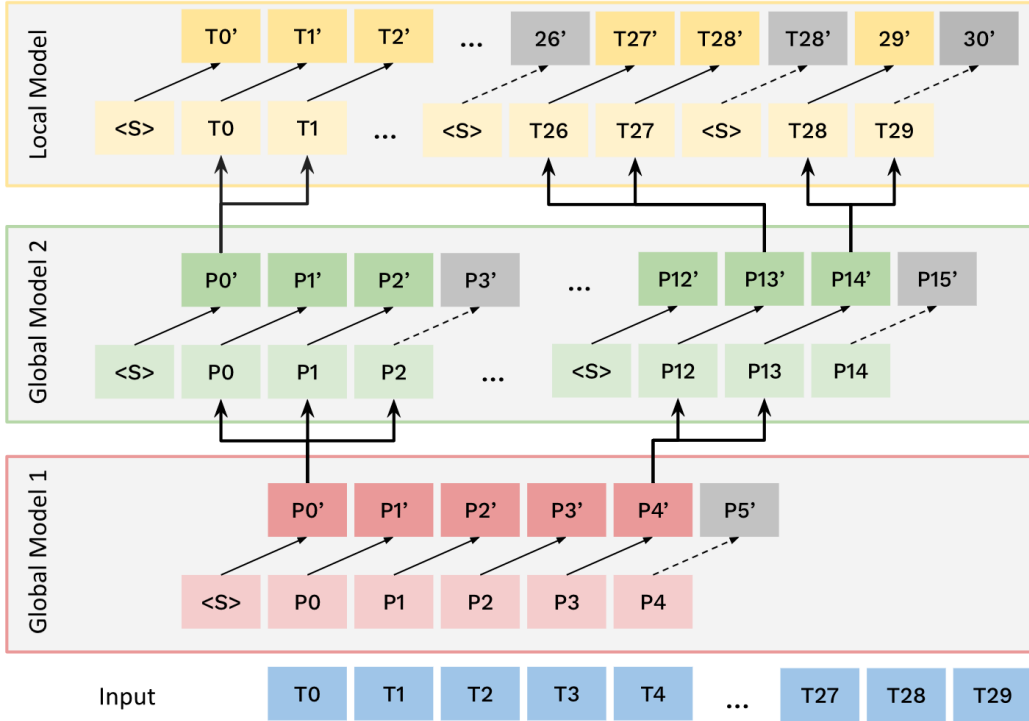 Local Model
T0' T1' T2' ... 26' T27' T28' T28' 29' 30'
<S> T0 T1 ... <S> T26 T27 <S> T28 T29
Global Model 2
P0' P1' P2' P3' ... P12' P13' P14' P15'
<S> P0 P1 P2 ... <S> P12 P13 P14
Global Model 1
P0' P1' P2' P3' P4' P5'
<S> P0 P1 P2 P3 P4
Input T0 T1 T2 T3 T4 ... T27 T28 T29